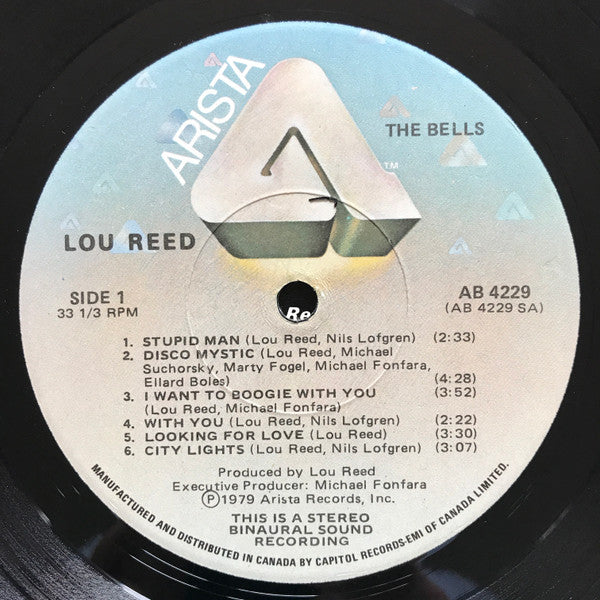 ARISTA
TM
THE BELLS
LOU REED
SIDE 1
33 1/3 RPM
AB 4229
(AB 4229 SA)
Re
1. STUPID MAN (Lou Reed, Nils Lofgren) (2:33)
2. DISCO MYSTIC (Lou Reed, Michael
Suchorsky, Marty Fogel, Michael Fonfara,
Ellard Boles) (4:28)
3. I WANT TO BOOGIE WITH YOU (3:52)
(Lou Reed, Michael Fonfara)
4. WITH YOU (Lou Reed, Nils Lofgren) (2:22)
5. LOOKING FOR LOVE (Lou Reed) (3:30)
6. CITY LIGHTS (Lou Reed, Nils Lofgren) (3:07)
Produced by Lou Reed
Executive Producer: Michael Fonfara
Ⓟ1979 Arista Records, Inc.
THIS IS A STEREO
BINAURAL SOUND
RECORDING
MANUFACTURED AND DISTRIBUTED IN CANADA BY CAPITOL RECORDS-EMI OF CANADA LIMITED.